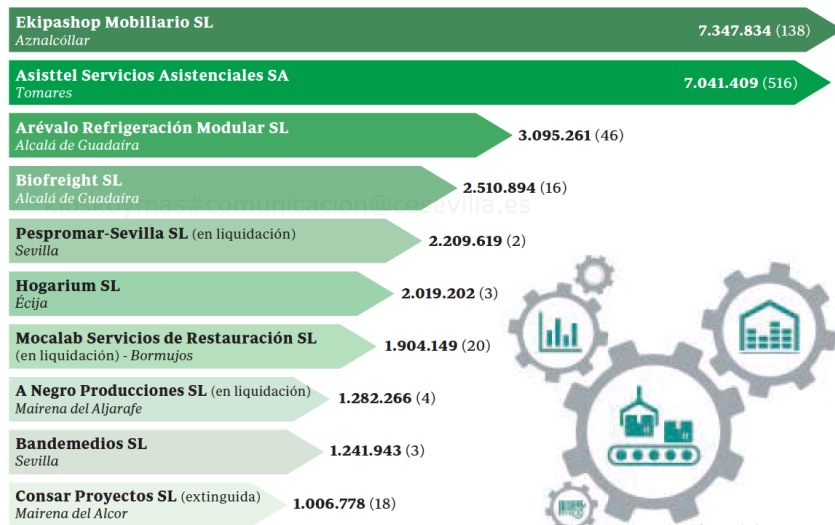 Ekipashop Mobiliario SL
Aznalcóllar
7.347.834 (138)
Asisttel Servicios Asistenciales SA
Tomares
7.041.409 (516)
Arévalo Refrigeración Modular SL
Alcalá de Guadaíra
3.095.261 (46)
Biofreight SL
Alcalá de Guadaíra
2.510.894 (16)
kioskoymas#comunicacion@cesevilla.es
Pespromar-Sevilla SL (en liquidación)
Sevilla
2.209.619 (2)
Hogarium SL
Écija
2.019.202 (3)
Mocalab Servicios de Restauración SL
(en liquidación) - Bormujos
1.904.149 (20)
A Negro Producciones SL (en liquidación)
Mairena del Aljarafe
1.282.266 (4)
Bandemedios SL
Sevilla
1.241.943 (3)
Consar Proyectos SL (extinguida)
Mairena del Alcor
1.006.778 (18)